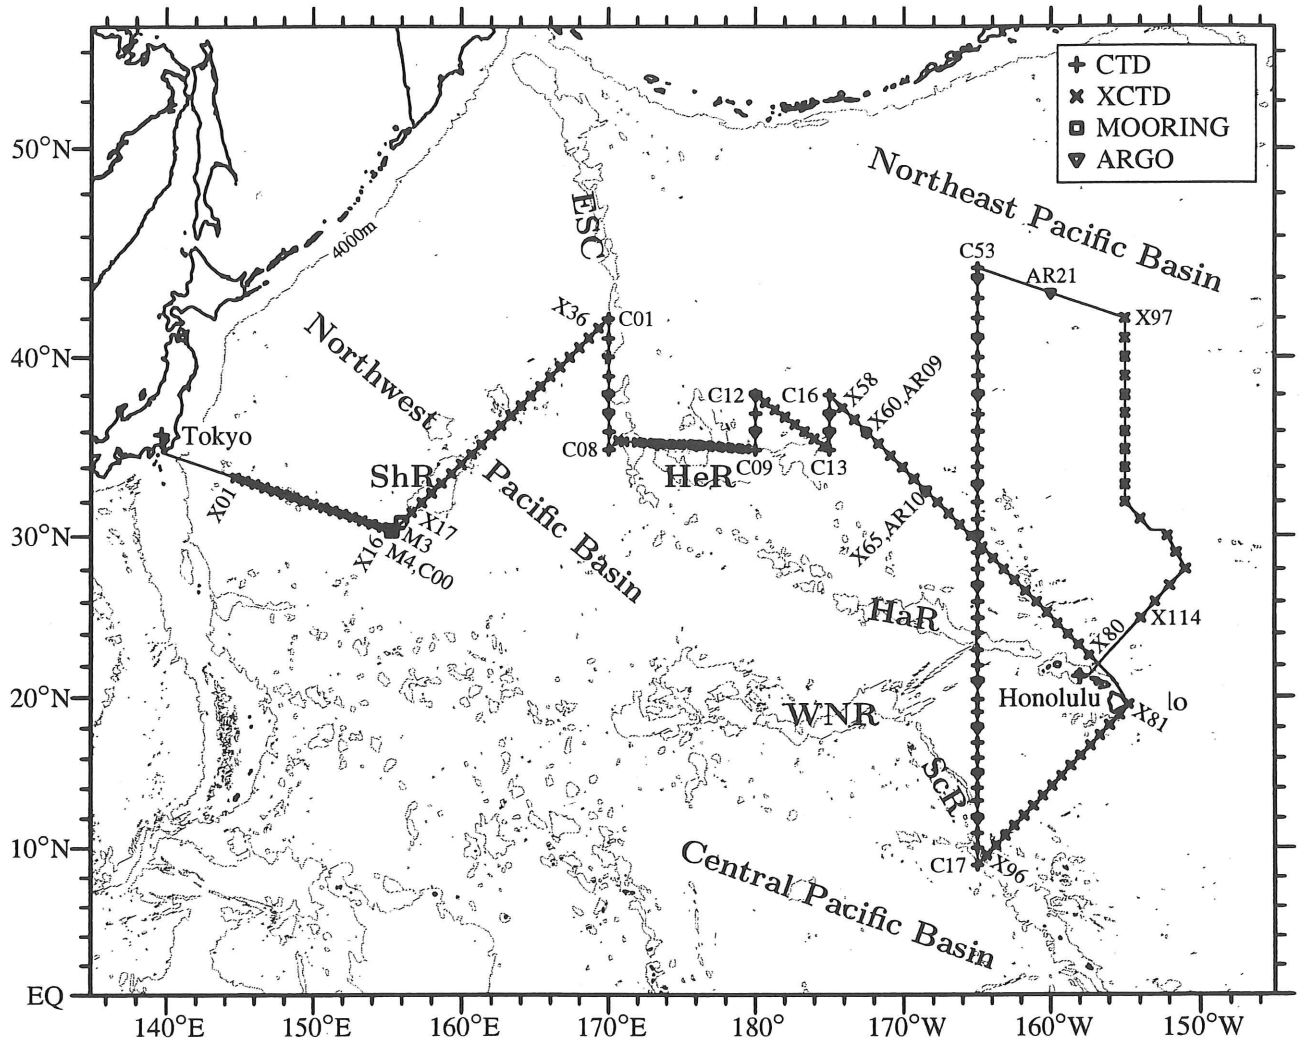 CTD
XCTD
MOORING
ARGO
50°N
40°N
30°N
20°N
10°N
EQ
140°E
150°E
160°E
170°E
180°
170°W
160°W
150°W
4000m
ESC
Northeast Pacific Basin
C53
AR21
X97
X36
C01
Northwest
Pacific Basin
C12
C16
X58
X60,AR09
Tokyo
C08
C09
C13
ShR
HeR
X01
X17
M3
X16
M4,C00
X65,AR10
HaR
X80
X114
Honolulu
lo
X81
WNR
ScR
C17
X96
Central Pacific Basin